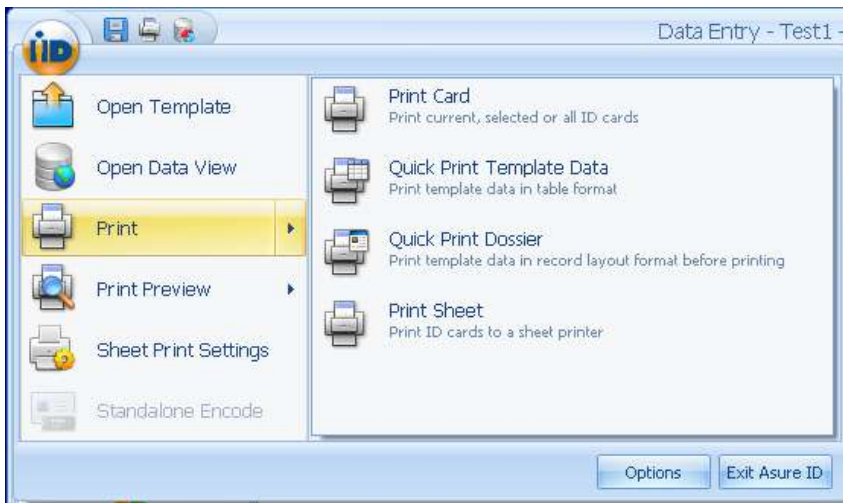 iID
Data Entry - Test1 -
Open Template
Open Data View
Print
Print Preview
Sheet Print Settings
Standalone Encode
Print Card
Print current, selected or all ID cards
Quick Print Template Data
Print template data in table format
Quick Print Dossier
Print template data in record layout format before printing
Print Sheet
Print ID cards to a sheet printer
Options
Exit Asure ID